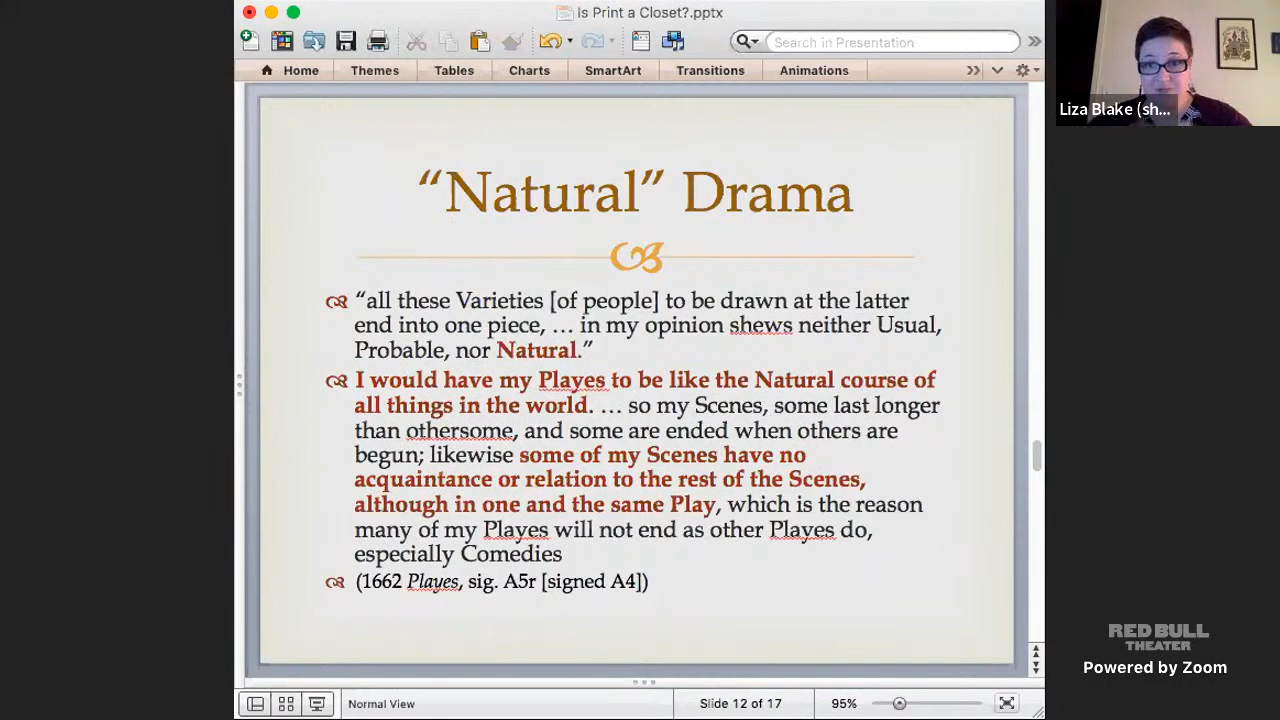 Is Print a Closet?.pptx
Search in Presentation
Home
Themes
Tables
Charts
SmartArt
Transitions
Animations
“Natural” Drama
“all these Varieties [of people] to be drawn at the latter
end into one piece, … in my opinion shews neither Usual,
Probable, nor Natural.”
I would have my Playes to be like the Natural course of
all things in the world. … so my Scenes, some last longer
than othersome, and some are ended when others are
begun; likewise some of my Scenes have no
acquaintance or relation to the rest of the Scenes,
although in one and the same Play, which is the reason
many of my Playes will not end as other Playes do,
especially Comedies
(1662 Playes, sig. A5r [signed A4])
Normal View
Slide 12 of 17
95%
Liza Blake (sh...
RED BULL
THEATER
Powered by Zoom